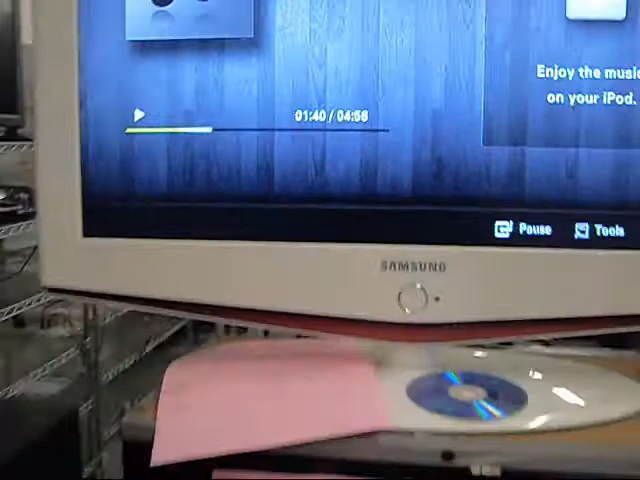 Enjoy the music
on your iPod.
01:40 / 04:56
Pause Tools
SAMSUNG